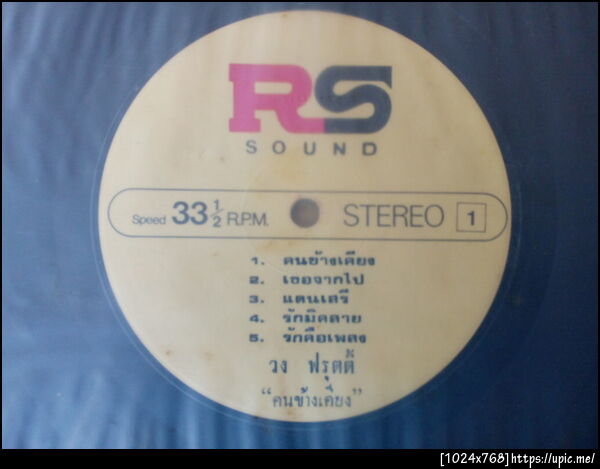 RS
SOUND
Speed 33 1/2 R.P.M. STEREO 1
1. คนข้างเคียง
2. เธอจากไป
3. แดนเสรี
4. รักมิคลาย
5. รักคือเพลง
วง ฟรุตตี้
“คนข้างเคียง”
[1024x768]https://upic.me/